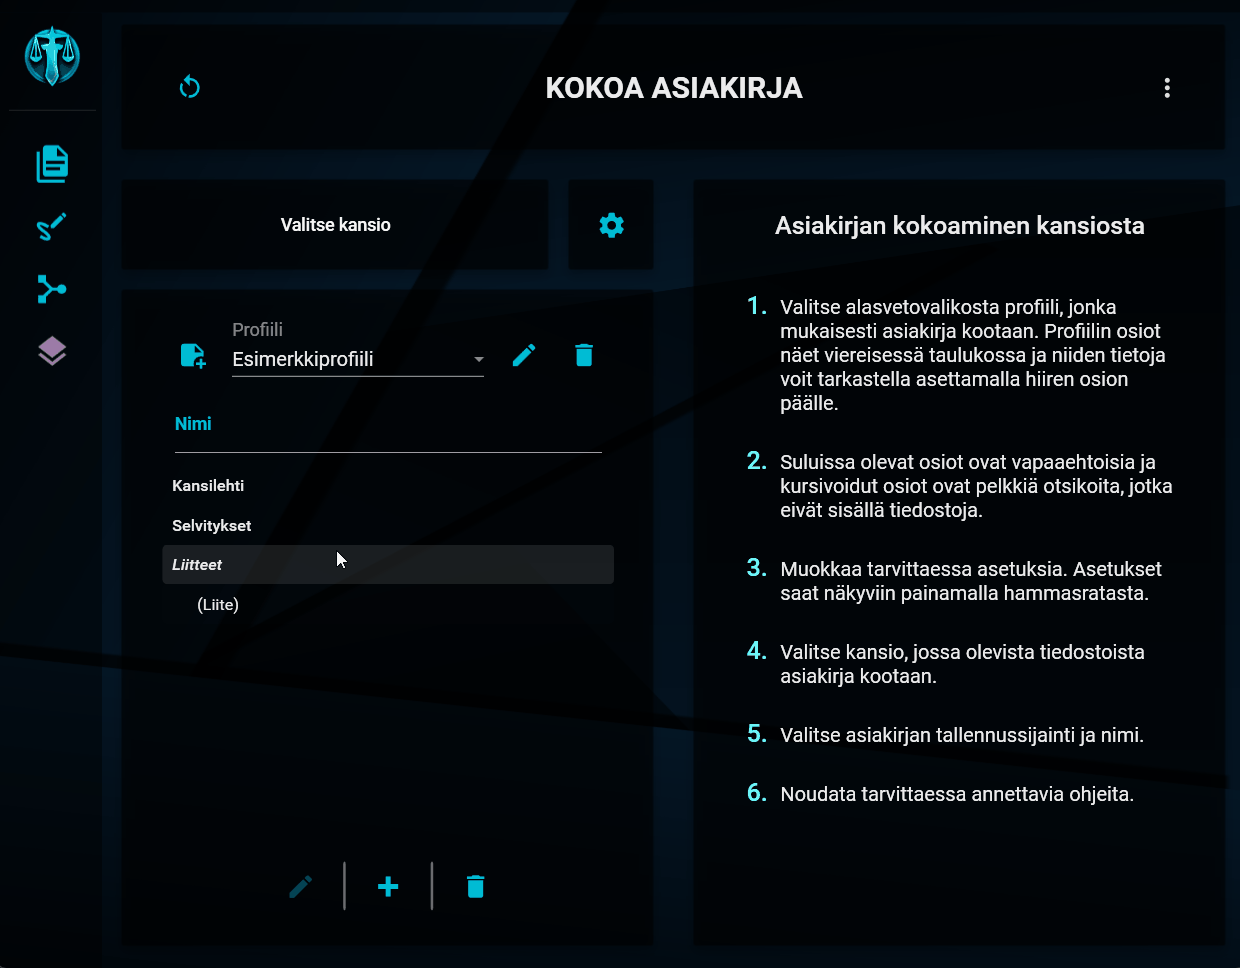 KOKOA ASIAKIRJA
Valitse kansio
Profiili
Esimerkkiprofiili
Nimi
Kansilehti
Selvitykset
Liitteet
(Liite)
Asiakirjan kokoaminen kansiosta
1. Valitse alasvetovalikosta profiili, jonka
mukaisesti asiakirja kootaan. Profiilin osiot
näet viereisessä taulukossa ja niiden tietoja
voit tarkastella asettamalla hiiren osion
päälle.
2. Suluissa olevat osiot ovat vapaaehtoisia ja
kursivoidut osiot ovat pelkkiä otsikoita, jotka
eivät sisällä tiedostoja.
3. Muokkaa tarvittaessa asetuksia. Asetukset
saat näkyviin painamalla hammasratasta.
4. Valitse kansio, jossa olevista tiedostoista
asiakirja kootaan.
5. Valitse asiakirjan tallennussijainti ja nimi.
6. Noudata tarvittaessa annettavia ohjeita.